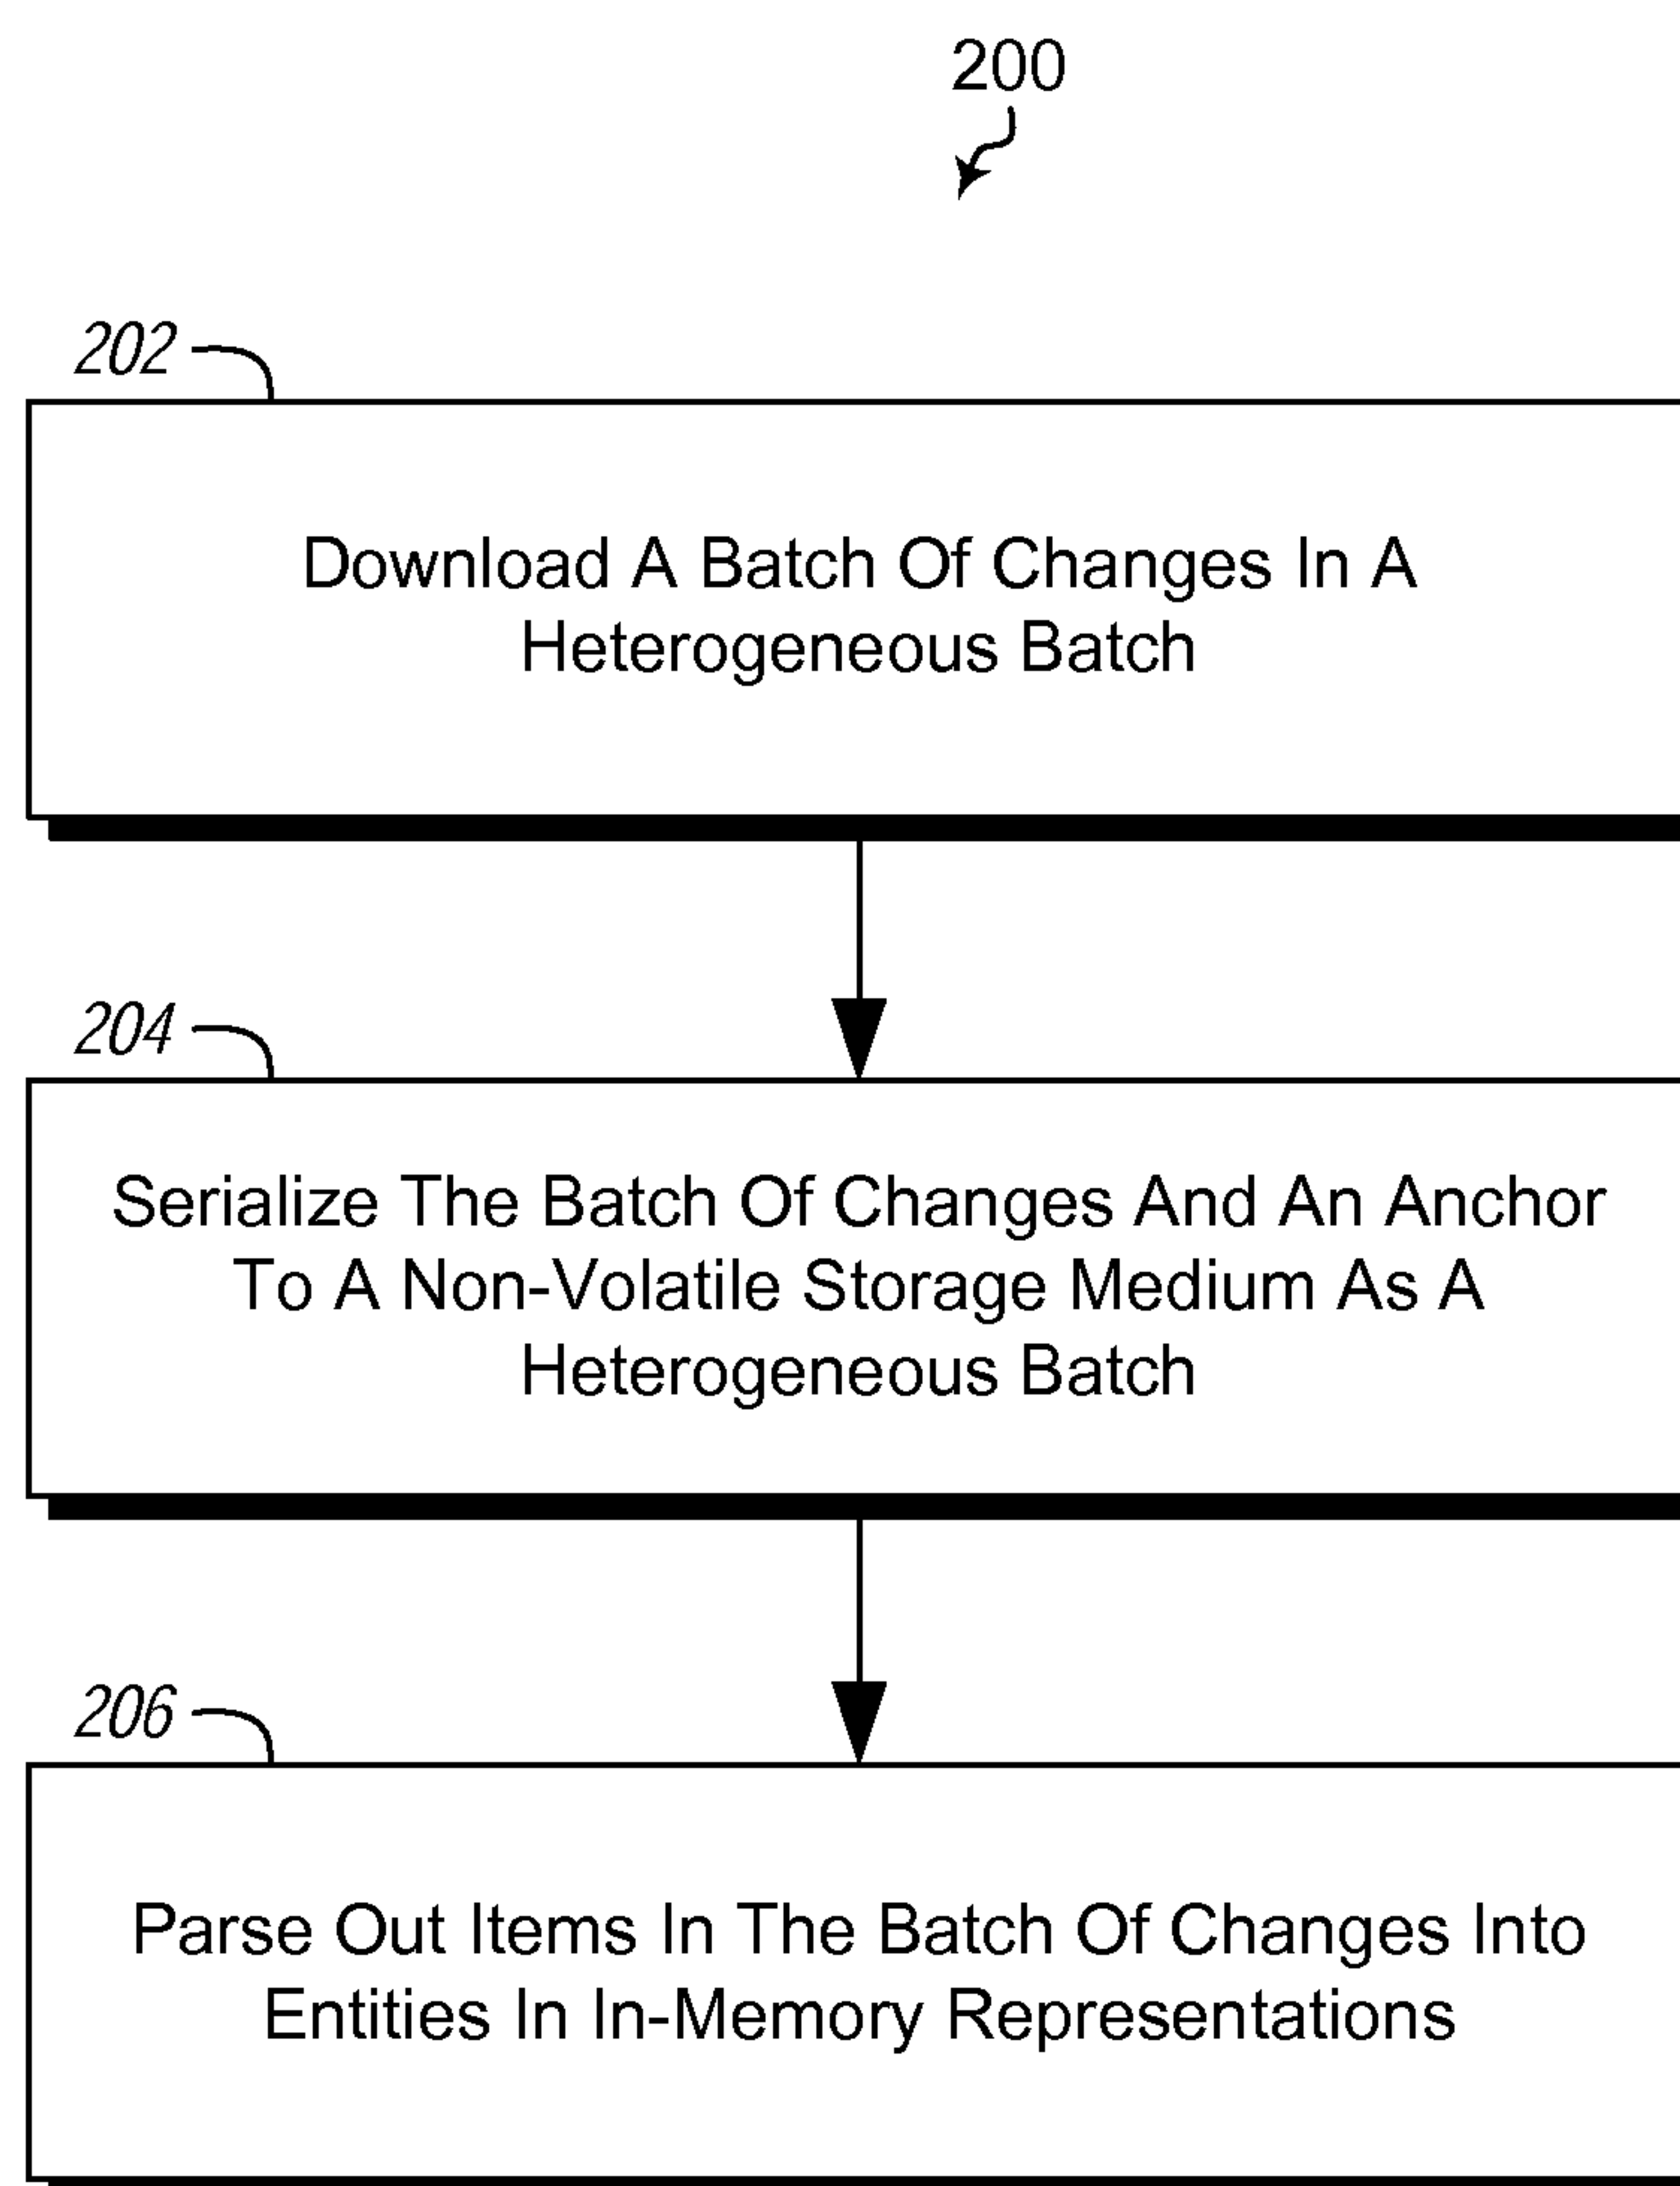 200
202
Download A Batch Of Changes In A
Heterogeneous Batch
204
Serialize The Batch Of Changes And An Anchor
To A Non-Volatile Storage Medium As A
Heterogeneous Batch
206
Parse Out Items In The Batch Of Changes Into
Entities In In-Memory Representations